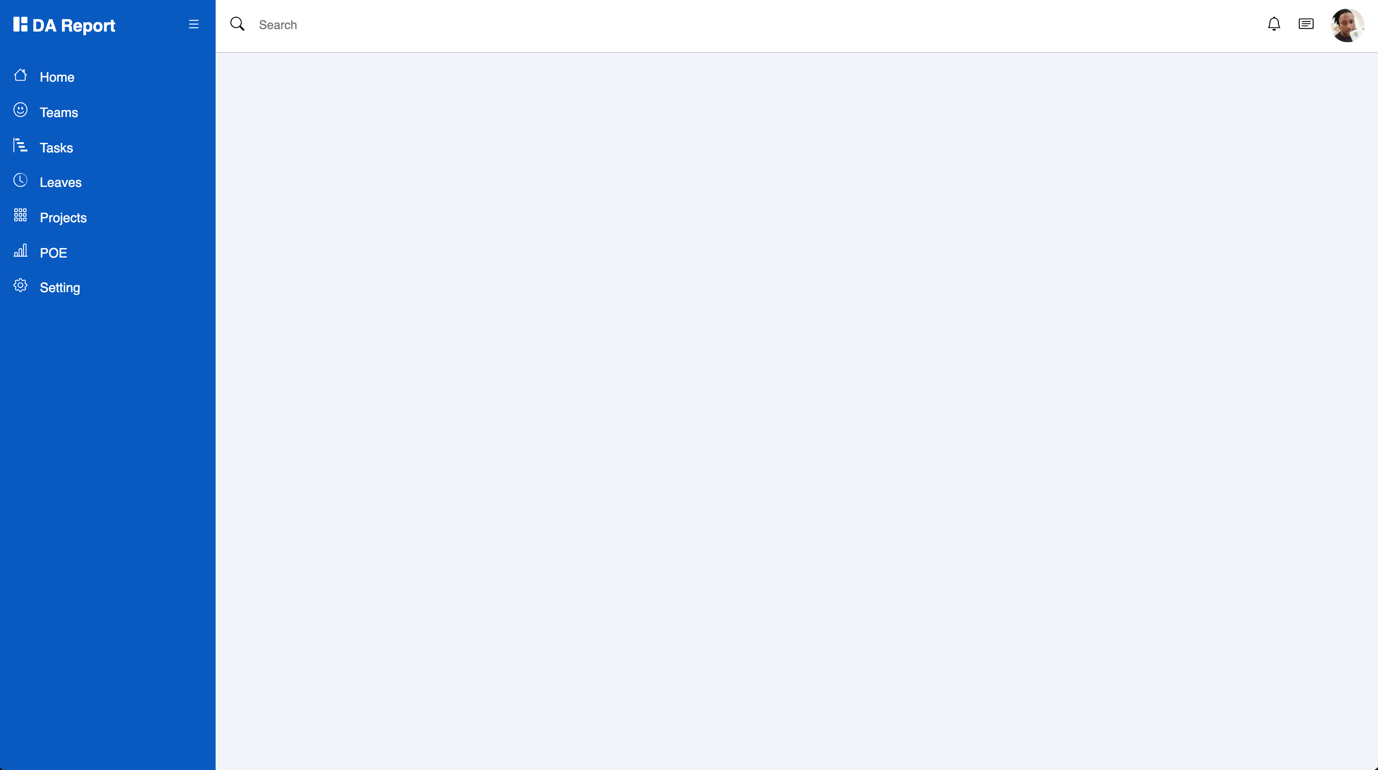 DA Report
Search
Home
Teams
Tasks
Leaves
Projects
POE
Setting